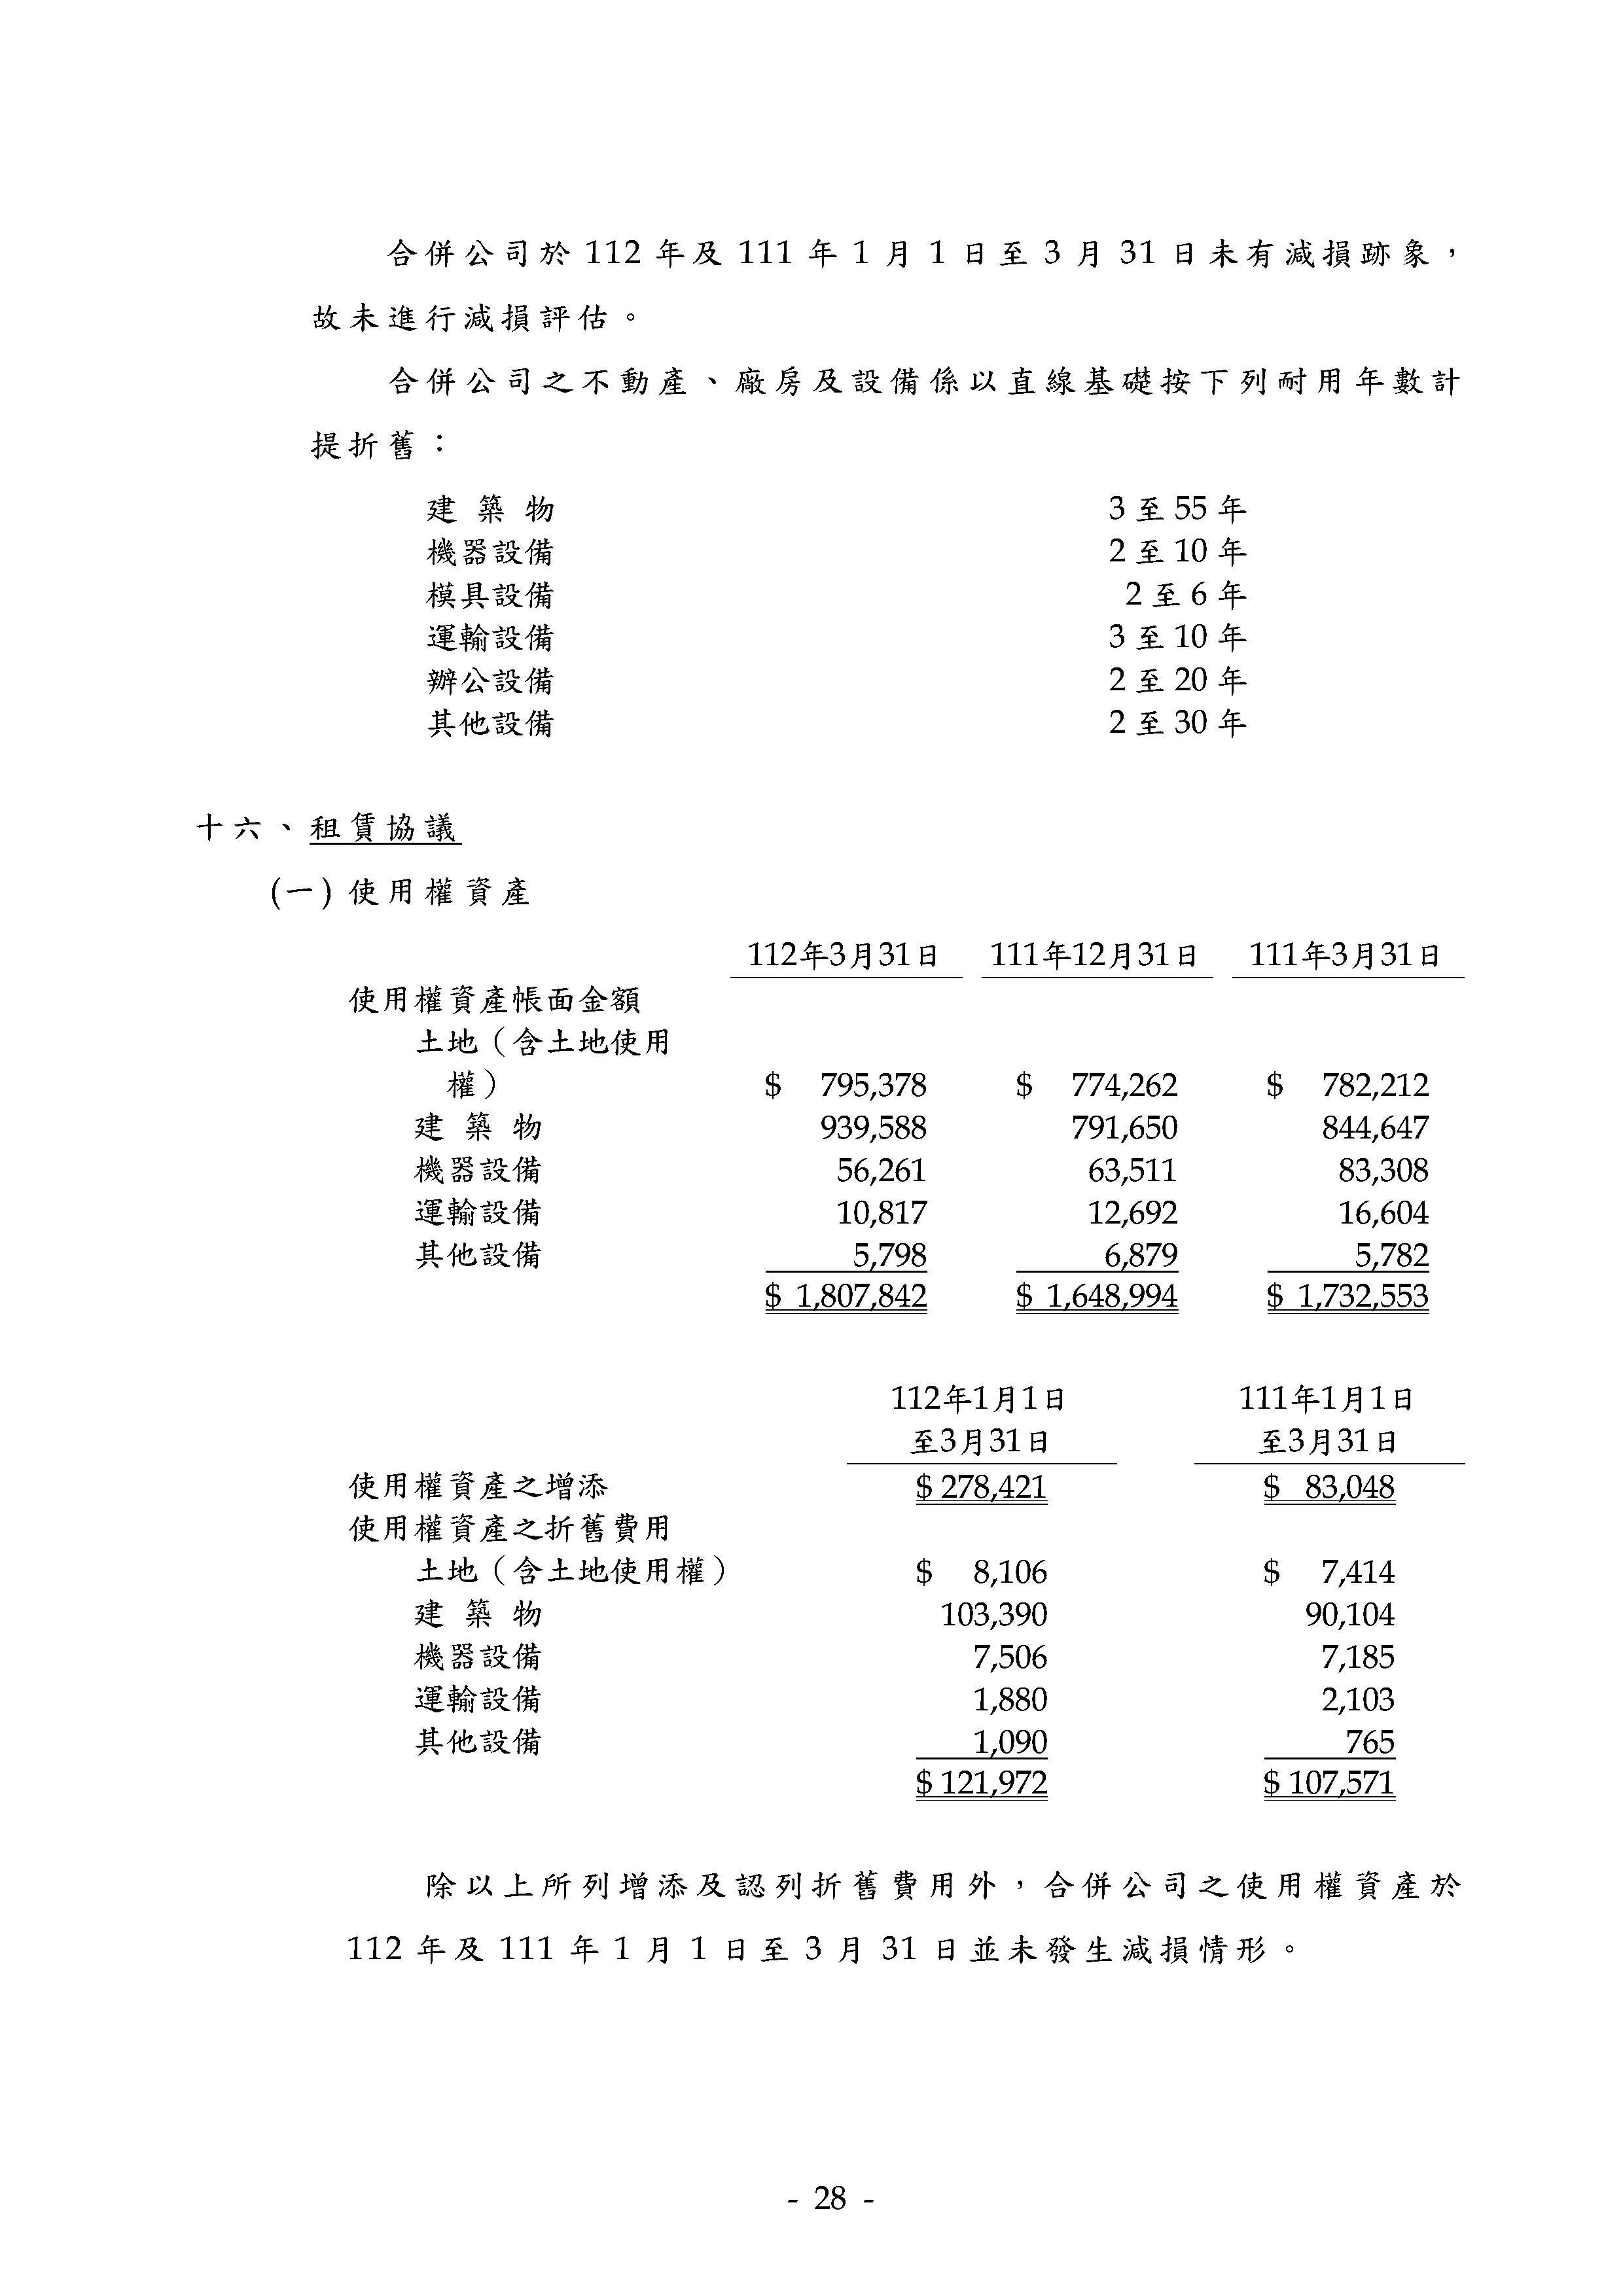 合併公司於 112 年及 111 年 1 月 1 日至 3 月 31 日未有減損跡象，
故未進行減損評估。
合併公司之不動產、廠房及設備係以直線基礎按下列耐用年數計
提折舊：
建築物 3 至 55 年
機器設備 2 至 10 年
模具設備 2 至 6 年
運輸設備 3 至 10 年
辦公設備 2 至 20 年
其他設備 2 至 30 年
十六、租賃協議
(一) 使用權資產
112年3月31日 111年12月31日 111年3月31日
使用權資產帳面金額
土地（含土地使用
權） $ 795,378 $ 774,262 $ 782,212
建築物 939,588 791,650 844,647
機器設備 56,261 63,511 83,308
運輸設備 10,817 12,692 16,604
其他設備 5,798 6,879 5,782
$ 1,807,842 $ 1,648,994 $ 1,732,553
112年1月1日 111年1月1日
至3月31日 至3月31日
使用權資產之增添 $ 278,421 $ 83,048
使用權資產之折舊費用
土地（含土地使用權） $ 8,106 $ 7,414
建築物 103,390 90,104
機器設備 7,506 7,185
運輸設備 1,880 2,103
其他設備 1,090 765
$ 121,972 $ 107,571
除以上所列增添及認列折舊費用外，合併公司之使用權資產於
112 年及 111 年 1 月 1 日至 3 月 31 日並未發生減損情形。
- 28 -